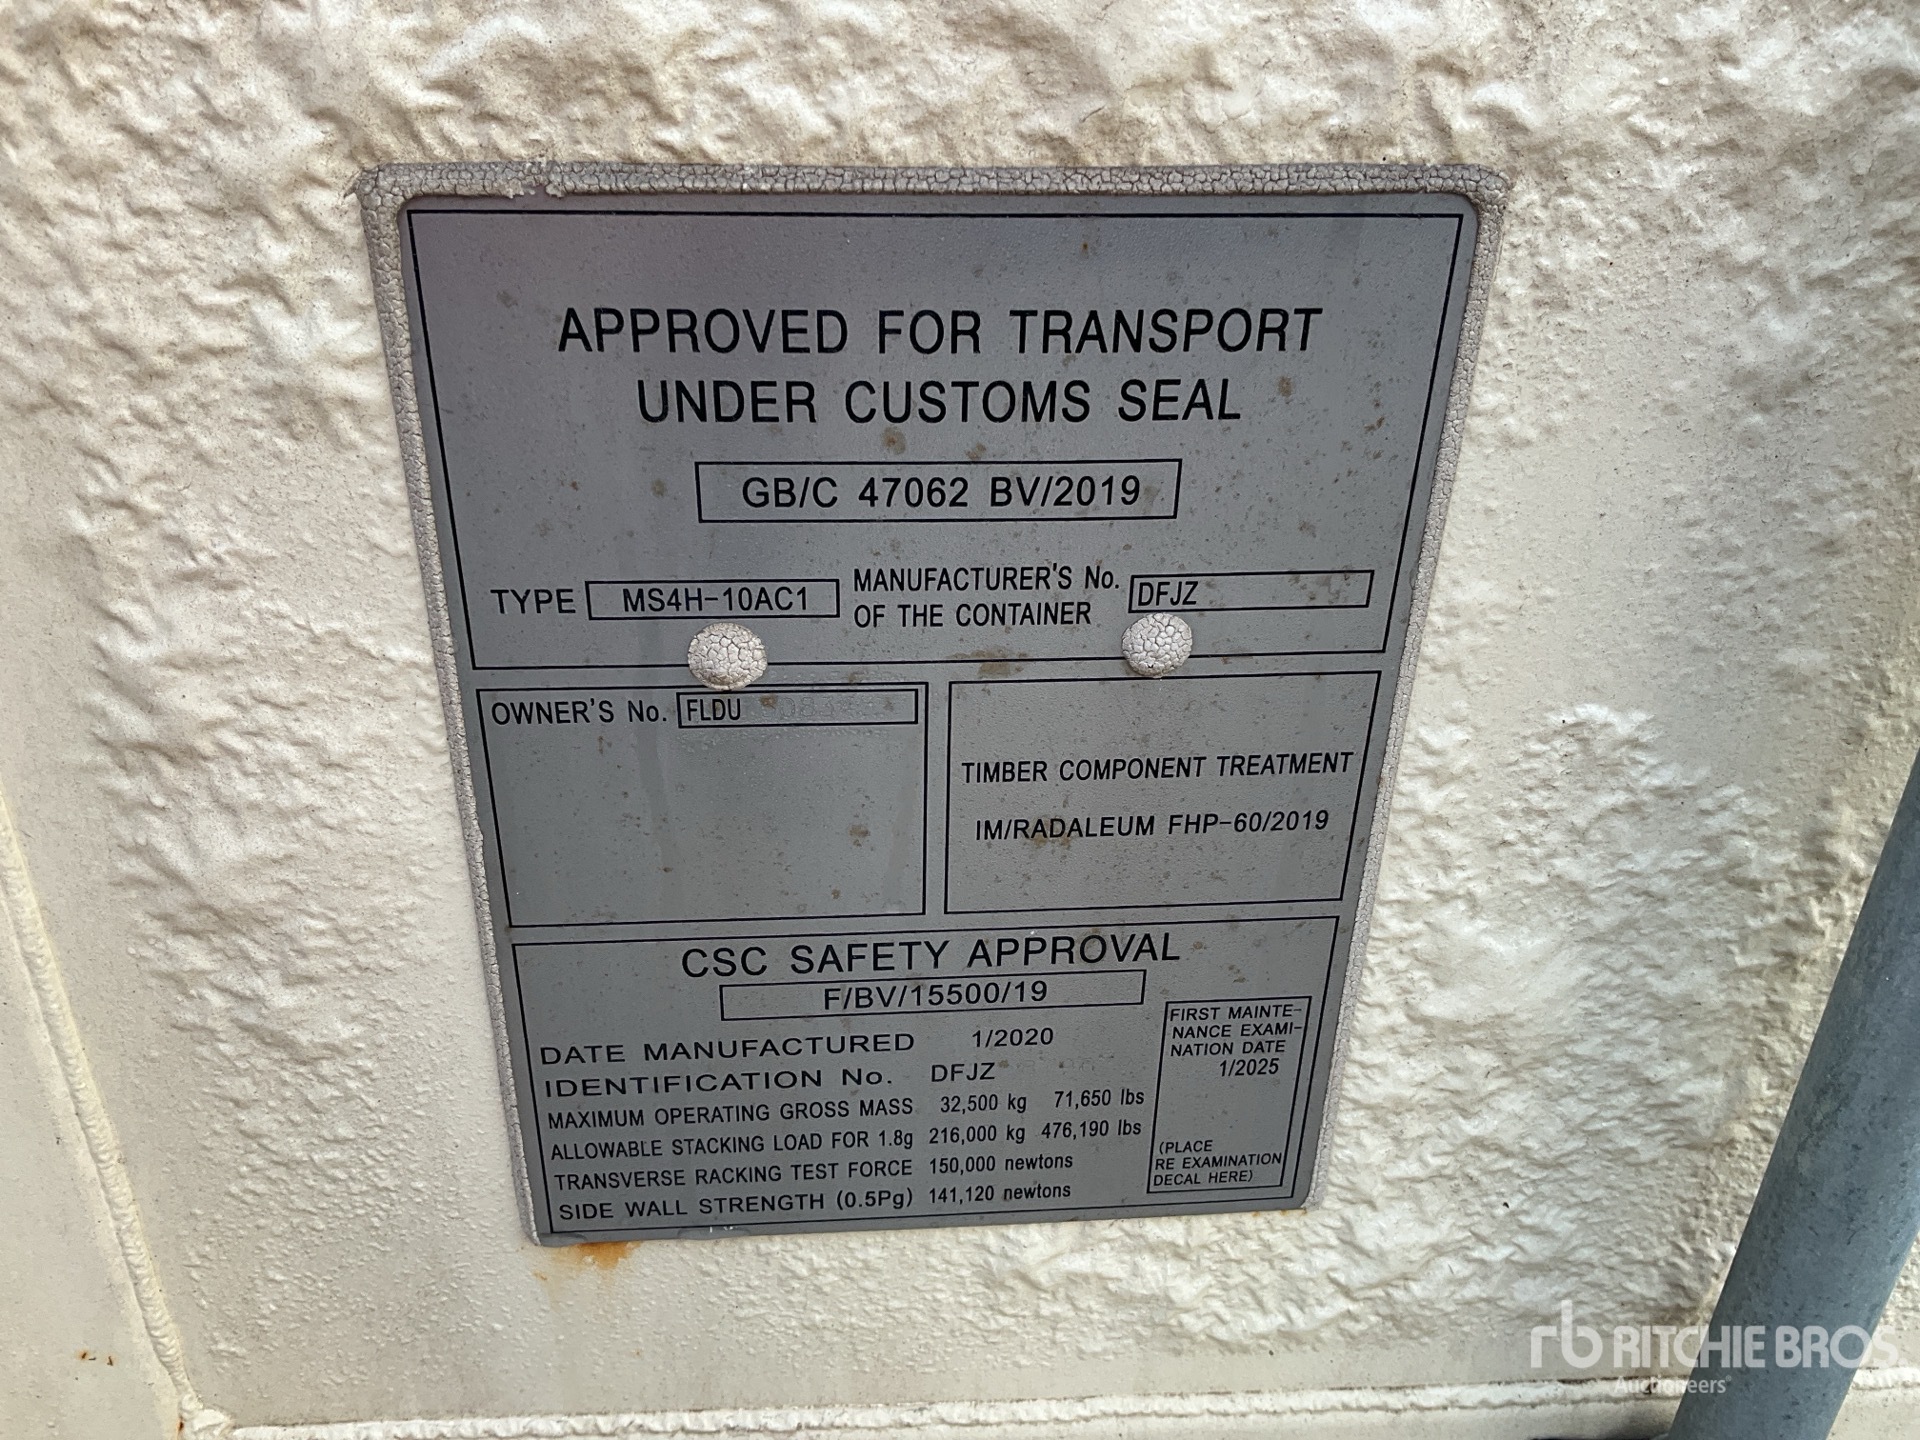 APPROVED FOR TRANSPORT
UNDER CUSTOMS SEAL
GB/C 47062 BV/2019
TYPE MS4H-10AC1
MANUFACTURER'S No.
OF THE CONTAINER
DFJZ
OWNER'S No. FLDU
TIMBER COMPONENT TREATMENT
IM/RADALEUM FHP-60/2019
CSC SAFETY APPROVAL
F/BV/15500/19
DATE MANUFACTURED 1/2020
IDENTIFICATION No. DFJZ
MAXIMUM OPERATING GROSS MASS 32,500 kg 71,650 lbs
ALLOWABLE STACKING LOAD FOR 1.8g 216,000 kg 476,190 lbs
TRANSVERSE RACKING TEST FORCE 150,000 newtons
SIDE WALL STRENGTH (0.5Pg) 141,120 newtons
FIRST MAINTE-
NANCE EXAMI-
NATION DATE
1/2025
(PLACE
RE EXAMINATION
DECAL HERE)
rb RITCHIE BROS.
Auctioneers